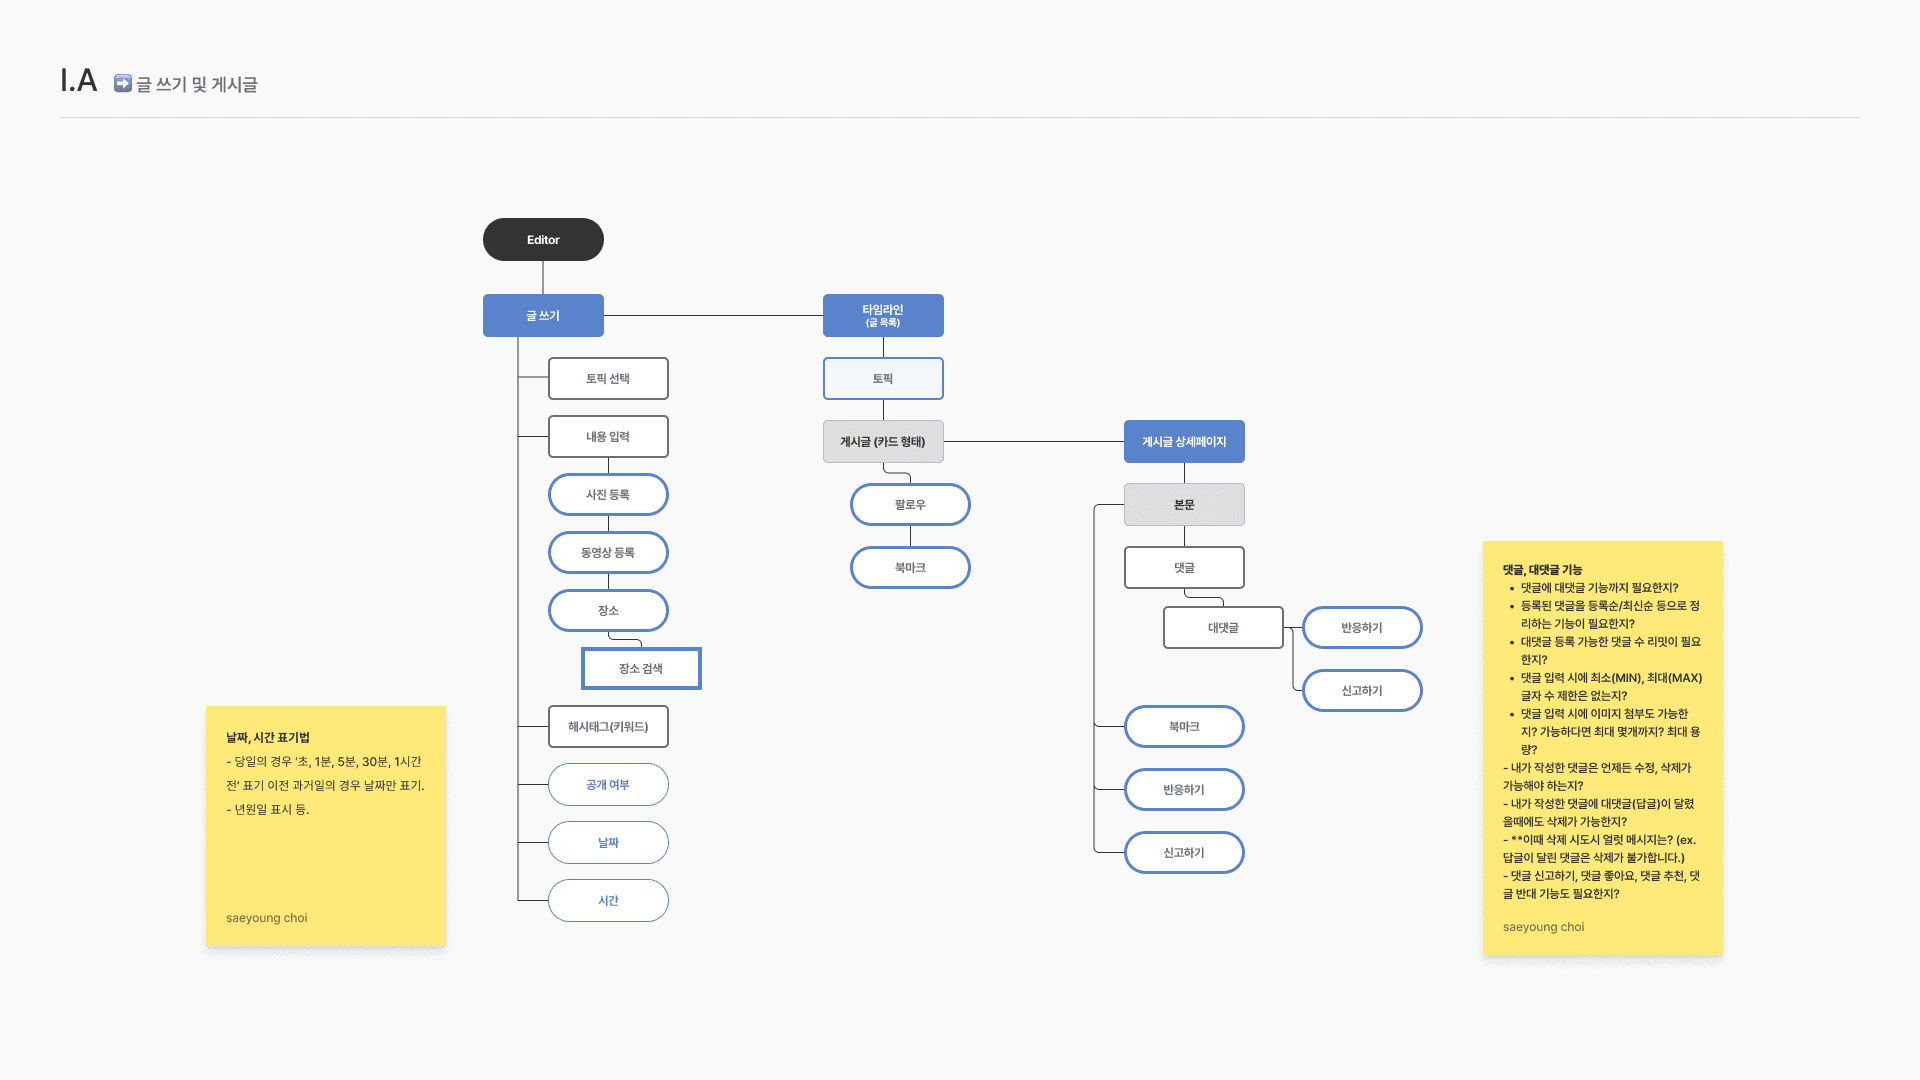 I.A ➡️ 글 쓰기 및 게시글
Editor
글 쓰기
토픽 선택
내용 입력
사진 등록
동영상 등록
장소
장소 검색
해시태그(키워드)
공개 여부
날짜
시간
타임라인
(글 목록)
토픽
게시글 (카드 형태)
팔로우
북마크
게시글 상세페이지
본문
댓글
대댓글
반응하기
신고하기
북마크
반응하기
신고하기
날짜, 시간 표기법
- 당일의 경우 '초, 1분, 5분, 30분, 1시간
전' 표기 이전 과거일의 경우 날짜만 표기.
- 년원일 표시 등.
saeyoung choi
댓글, 대댓글 기능
• 댓글에 대댓글 기능까지 필요한지?
• 등록된 댓글을 등록순/최신순 등으로 정
리하는 기능이 필요한지?
• 대댓글 등록 가능한 댓글 수 리밋이 필요
한지?
• 댓글 입력 시에 최소(MIN), 최대(MAX)
글자 수 제한은 없는지?
• 댓글 입력 시에 이미지 첨부도 가능한
지? 가능하다면 최대 몇개까지? 최대 용
량?
- 내가 작성한 댓글은 언제든 수정, 삭제가
가능해야 하는지?
- 내가 작성한 댓글에 대댓글(답글)이 달렸
을때에도 삭제가 가능한지?
- **이때 삭제 시도시 얼럿 메시지는? (ex.
답글이 달린 댓글은 삭제가 불가합니다.)
- 댓글 신고하기, 댓글 좋아요, 댓글 추천, 댓
글 반대 기능도 필요한지?
saeyoung choi